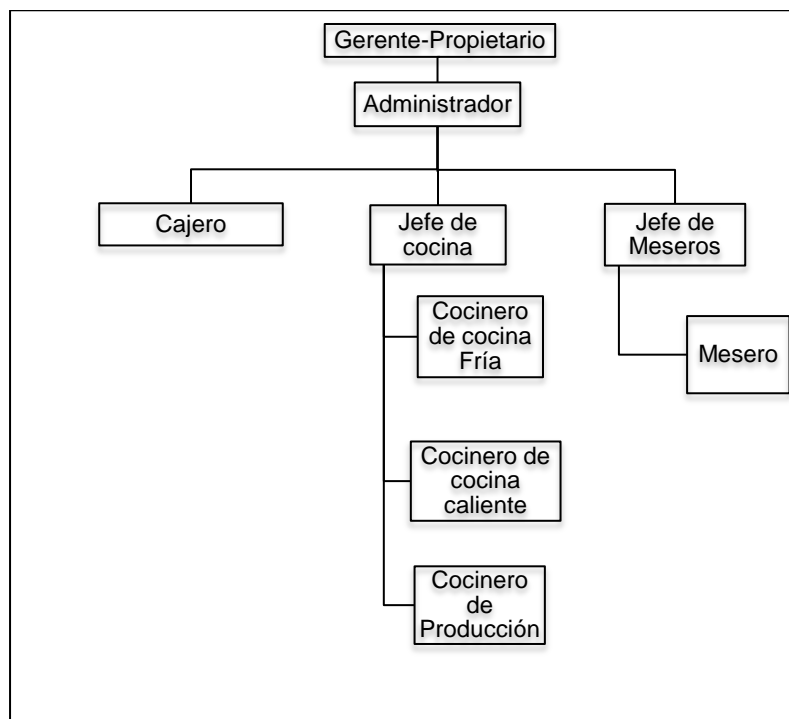 Gerente-Propietario
Administrador
Cajero
Jefe de
cocina
Jefe de
Meseros
Cocinero
de cocina
Fría
Mesero
Cocinero de
cocina
caliente
Cocinero
de
Producción